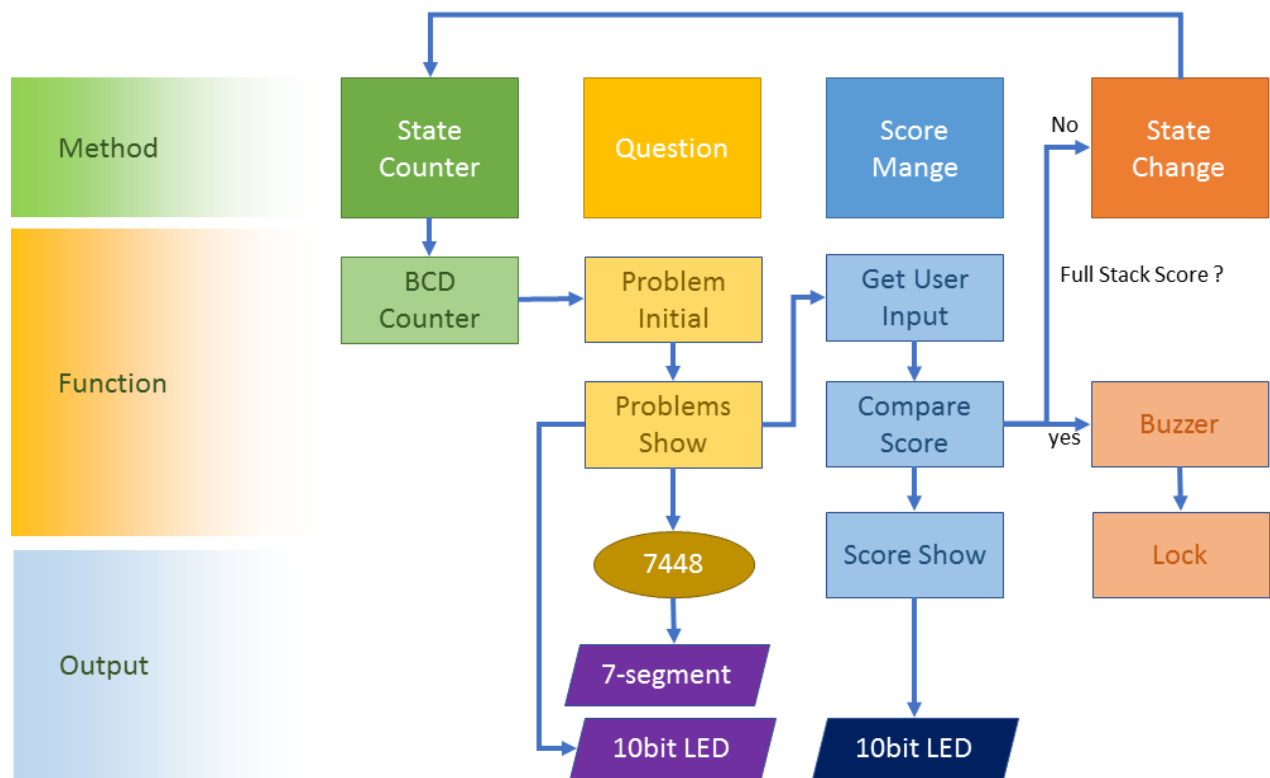 Method
State
Counter
Question
Score
Mange
No
State
Change
Function
BCD
Counter
Problem
Initial
Get User
Input
Full Stack Score ?
Problems
Show
Compare
Score
yes
Buzzer
7448
Score Show
Lock
Output
7-segment
10bit LED
10bit LED